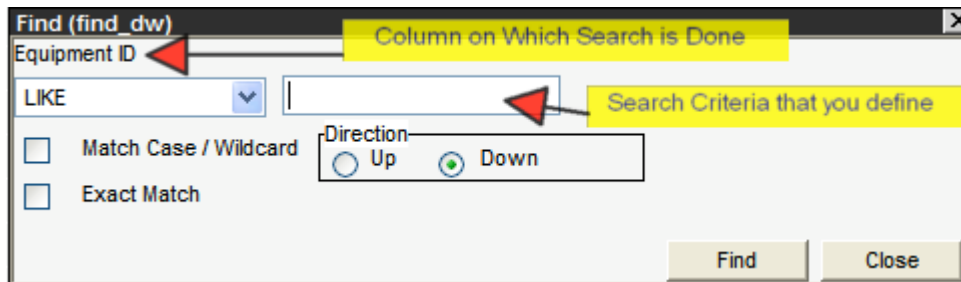 Find (find_dw)
Column on Which Search is Done
Equipment ID
LIKE
Search Criteria that you define
Match Case / Wildcard
Direction
Up
Down
Exact Match
Find
Close